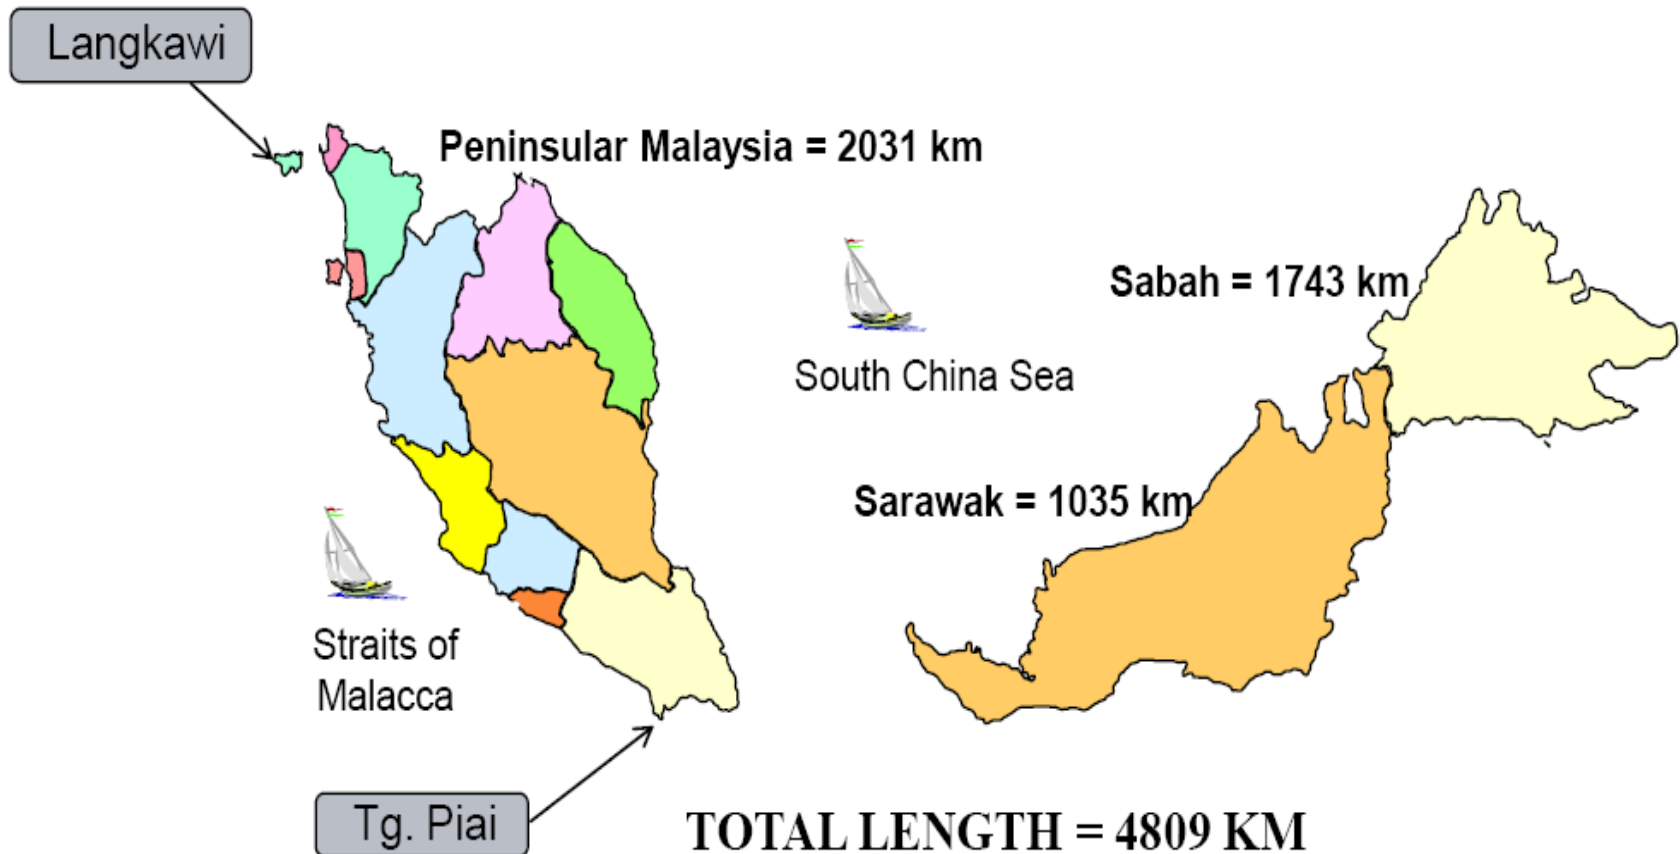 Langkawi
Peninsular Malaysia = 2031 km
Sabah = 1743 km
South China Sea
Sarawak = 1035 km
Straits of
Malacca
Tg. Piai
TOTAL LENGTH = 4809 KM